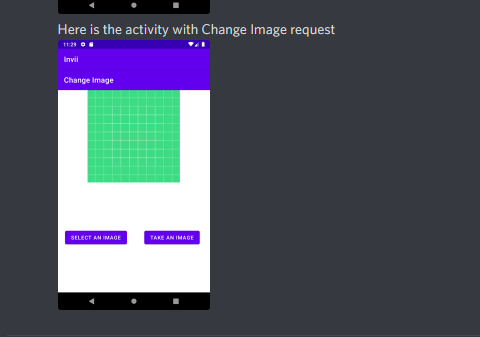 Here is the activity with Change Image request
11:29
Invii
Change Image
SELECT AN IMAGE
TAKE AN IMAGE